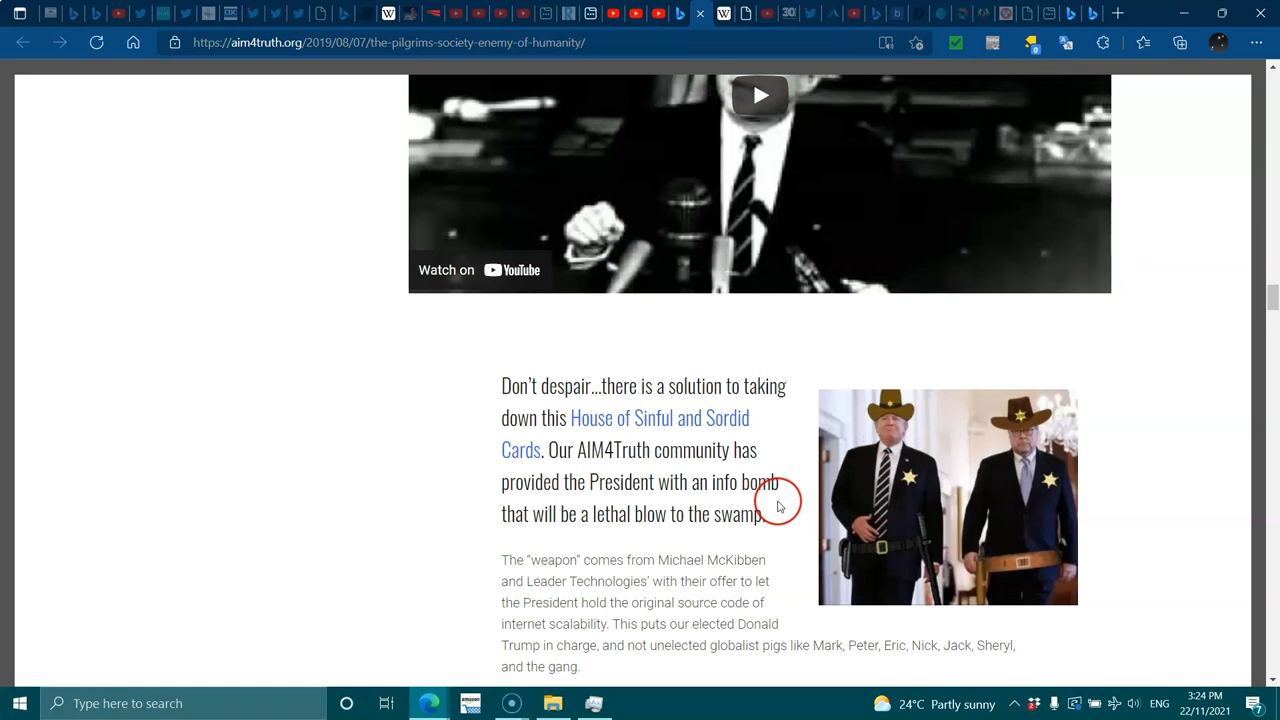 https://aim4truth.org/2019/08/07/the-pilgrims-society-enemy-of-humanity/
Watch on YouTube
Don't despair...there is a solution to taking
down this House of Sinful and Sordid
Cards. Our AIM4Truth community has
provided the President with an info bomb
that will be a lethal blow to the swamp.
The “weapon” comes from Michael McKibben
and Leader Technologies’ with their offer to let
the President hold the original source code of
internet scalability. This puts our elected Donald
Trump in charge, and not unelected globalist pigs like Mark, Peter, Eric, Nick, Jack, Sheryl,
and the gang.
Type here to search
24°C Partly sunny
ENG
3:24 PM
22/11/2021